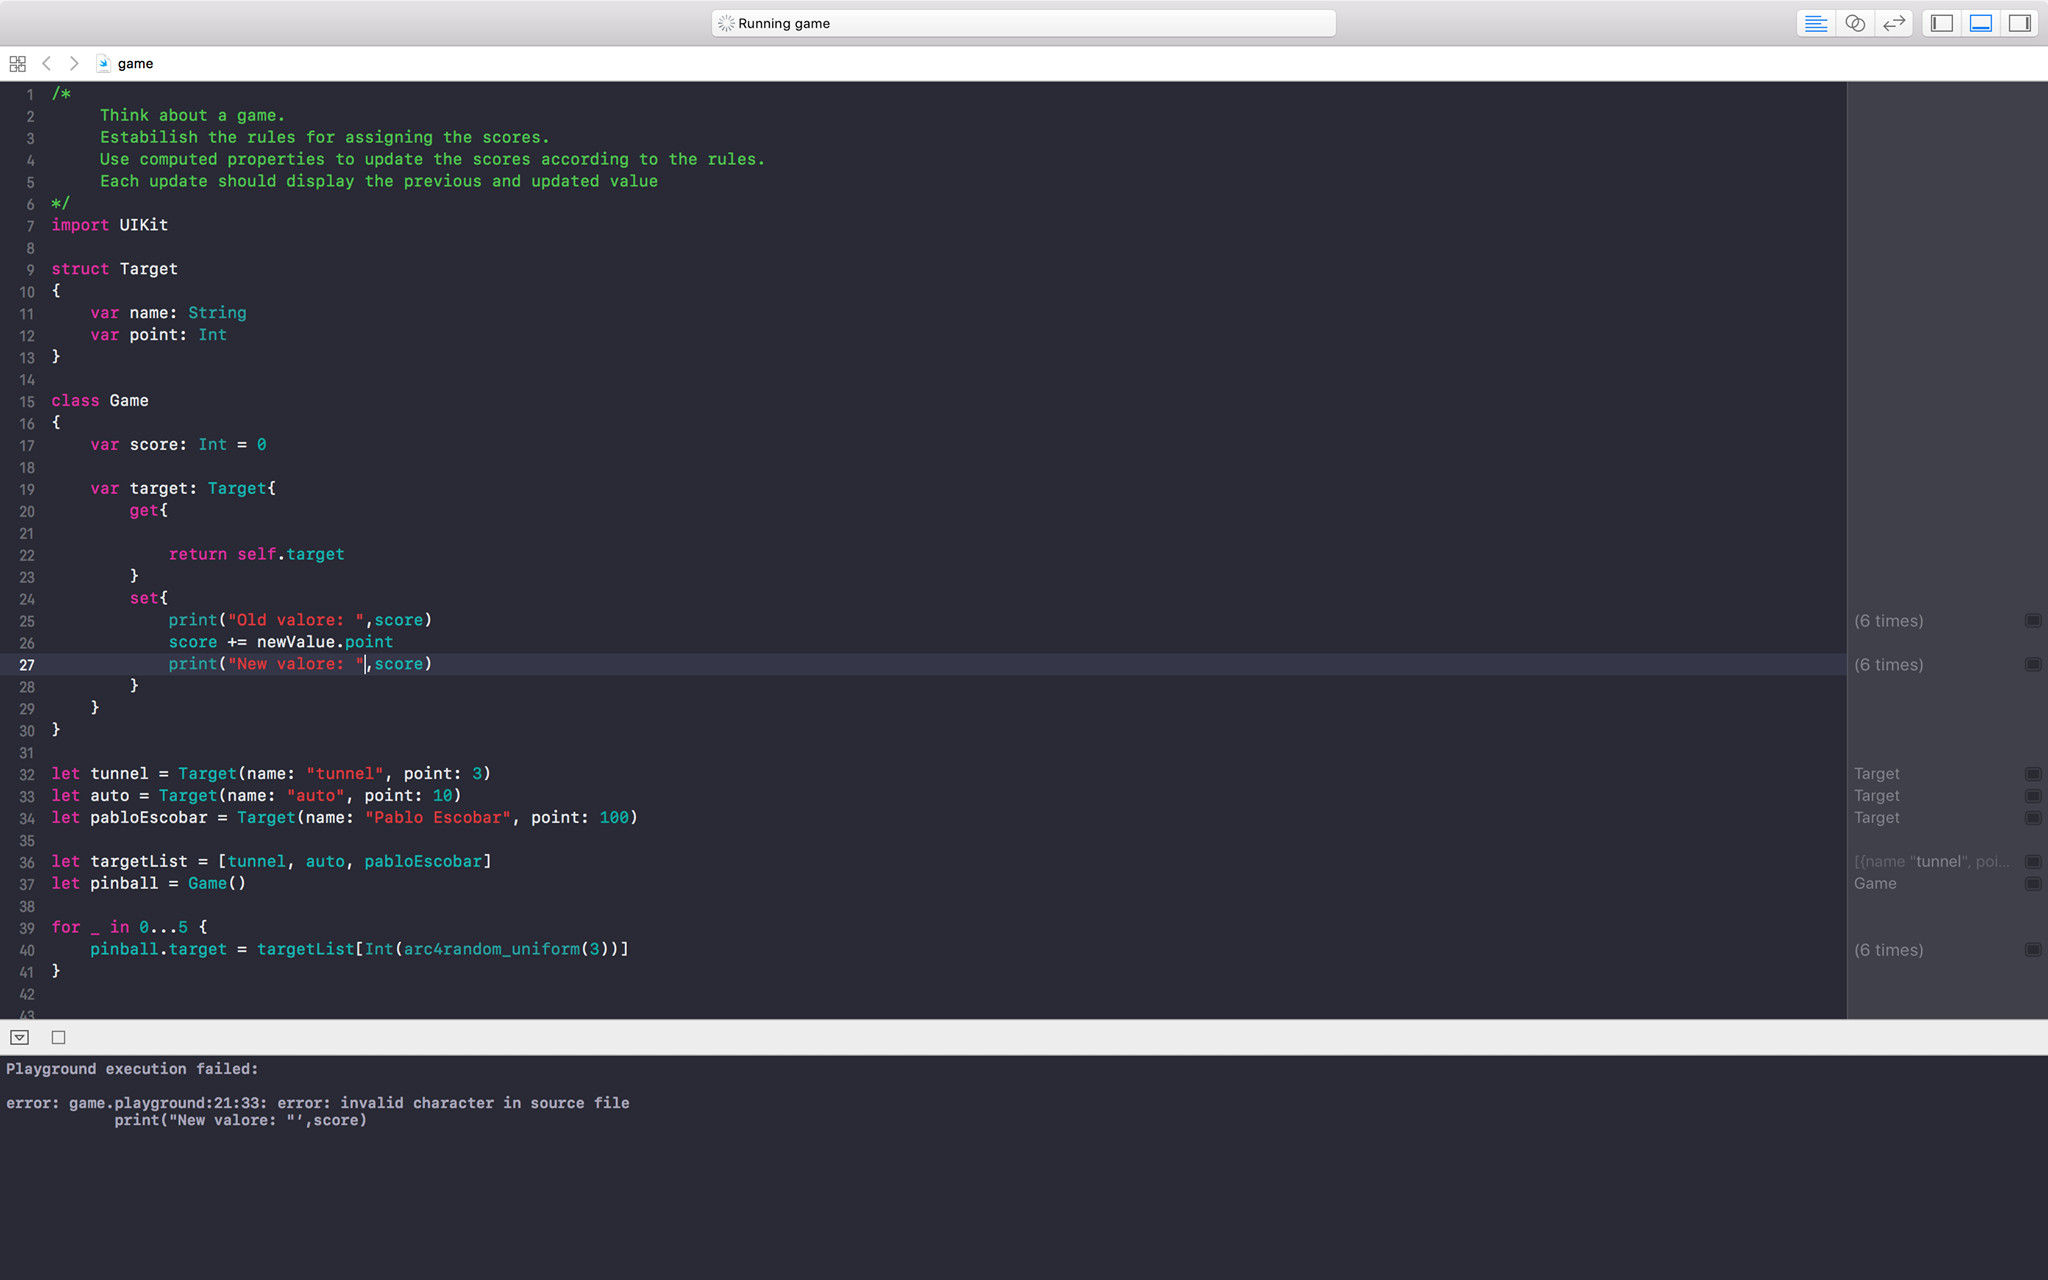 Running game
game
1 /*
2 Think about a game.
3 Estabilish the rules for assigning the scores.
4 Use computed properties to update the scores according to the rules.
5 Each update should display the previous and updated value
6 */
7 import UIKit
8
9 struct Target
10 {
11 var name: String
12 var point: Int
13 }
14
15 class Game
16 {
17 var score: Int = 0
18
19 var target: Target{
20 get{
21
22 return self.target
23 }
24 set{
25 print("Old valore: ",score) (6 times)
26 score += newValue.point
27 print("New valore: ",score) (6 times)
28 }
29 }
30 }
31
32 let tunnel = Target(name: "tunnel", point: 3) Target
33 let auto = Target(name: "auto", point: 10) Target
34 let pabloEscobar = Target(name: "Pablo Escobar", point: 100) Target
35
36 let targetList = [tunnel, auto, pabloEscobar] [{name "tunnel", poi...
37 let pinball = Game() Game
38
39 for _ in 0...5 {
40 pinball.target = targetList[Int(arc4random_uniform(3))] (6 times)
41 }
42
43
Playground execution failed:
error: game.playground:21:33: error: invalid character in source file
print("New valore: "‘,score)